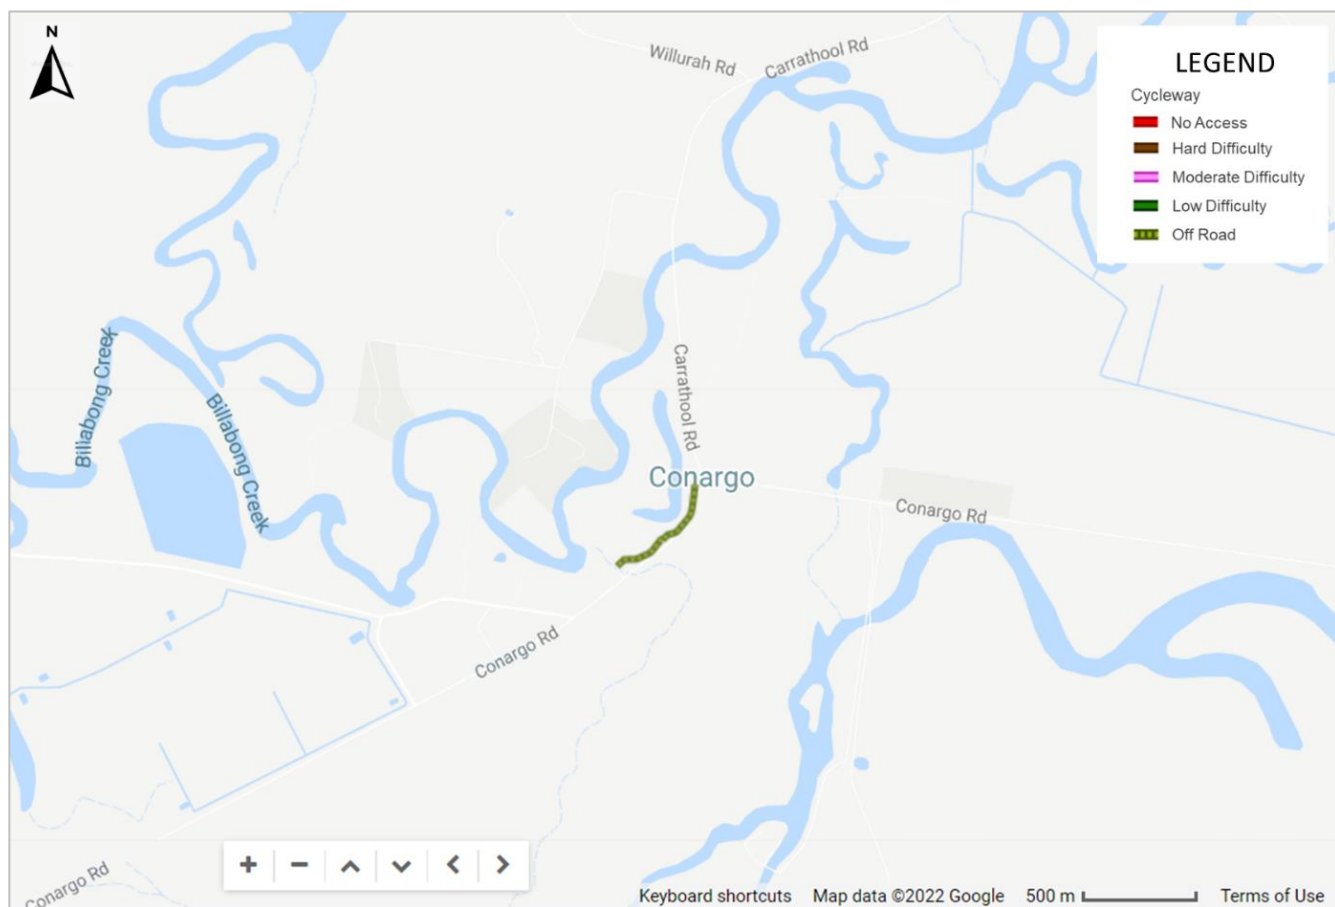 N
Willurah Rd
Carrathool Rd
LEGEND
Cycleway
No Access
Hard Difficulty
Moderate Difficulty
Low Difficulty
Off Road
Billabong Creek
Billabong Creek
Carrathool Rd
Conargo
Conargo Rd
Conargo Rd
Conargo Rd
Keyboard shortcuts Map data ©2022 Google 500 m Terms of Use